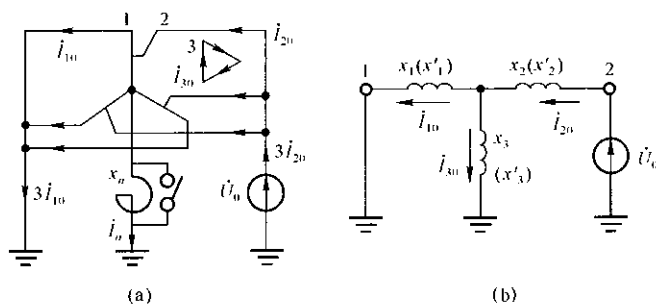 1 2
İ₁₀ İ₂₀
3
İ₃₀
3İ₂₀
xₙ
3İ₁₀ U̇₀
İₙ
(a)
x₁(x′₁) x₂(x′₂)
1 2
İ₁₀ İ₂₀
x₃
İ₃₀ U̇₀
(x′₃)
(b)